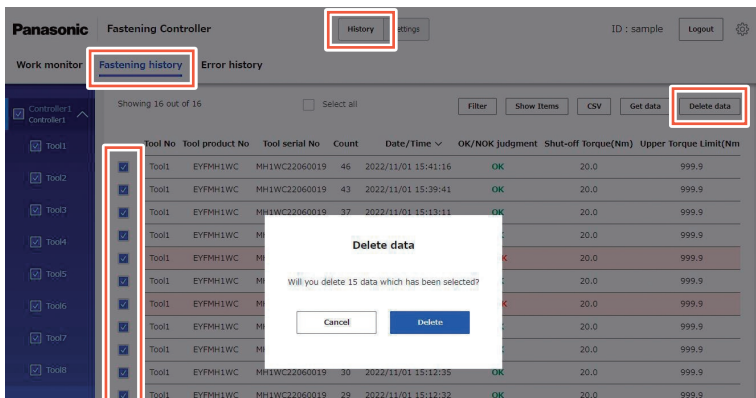 Panasonic Fastening Controller History Settings ID : sample Logout
Work monitor Fastening history Error history
Controller1
Controller1
Showing 16 out of 16 Select all Filter Show Items CSV Get data Delete data
Tool1
Tool2
Tool3
Tool4
Tool5
Tool6
Tool7
Tool8
Tool No Tool product No Tool serial No Count Date/Time OK/NOK judgment Shut-off Torque(Nm) Upper Torque Limit(Nm
Tool1 EYFMH1WC MH1WC22060019 46 2022/11/01 15:41:16 OK 20.0 999.9
Tool1 EYFMH1WC MH1WC22060019 43 2022/11/01 15:39:41 OK 20.0 999.9
Tool1 EYFMH1WC MH1WC22060019 37 2022/11/01 15:13:11 OK 20.0 999.9
Tool1 EYFMH1WC 20.0 999.9
Tool1 EYFMH1WC 20.0 999.9
Tool1 EYFMH1WC 20.0 999.9
Tool1 EYFMH1WC 20.0 999.9
Tool1 EYFMH1WC 20.0 999.9
Tool1 EYFMH1WC 20.0 999.9
Tool1 EYFMH1WC MH1WC22060019 30 2022/11/01 15:12:35 OK 20.0 999.9
Tool1 EYFMH1WC MH1WC22060019 29 2022/11/01 15:12:32 OK 20.0 999.9
Delete data
Will you delete 15 data which has been selected?
Cancel Delete